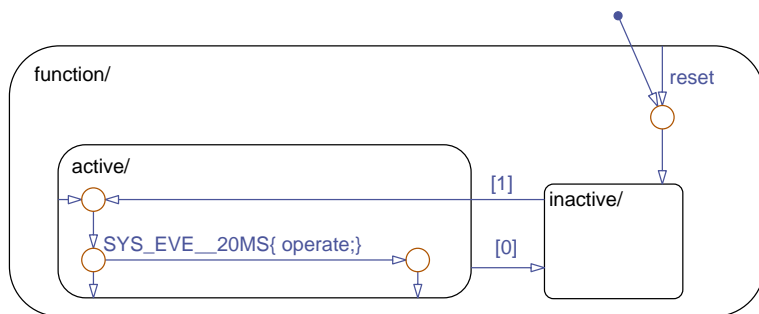 function/
reset
active/
[1]
inactive/
SYS_EVE__20MS{ operate;}
[0]